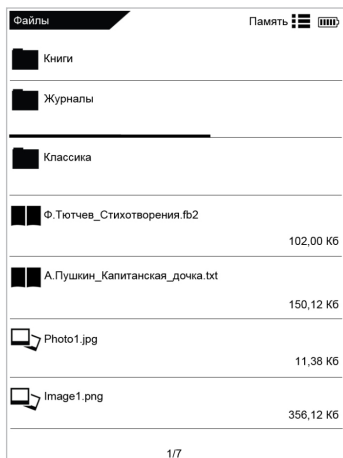 Файлы
Память
Книги
Журналы
Классика
Ф.Тютчев_Стихотворения.fb2
102,00 Кб
А.Пушкин_Капитанская_дочка.txt
150,12 Кб
Photo1.jpg
11,38 Кб
Image1.png
356,12 Кб
1/7